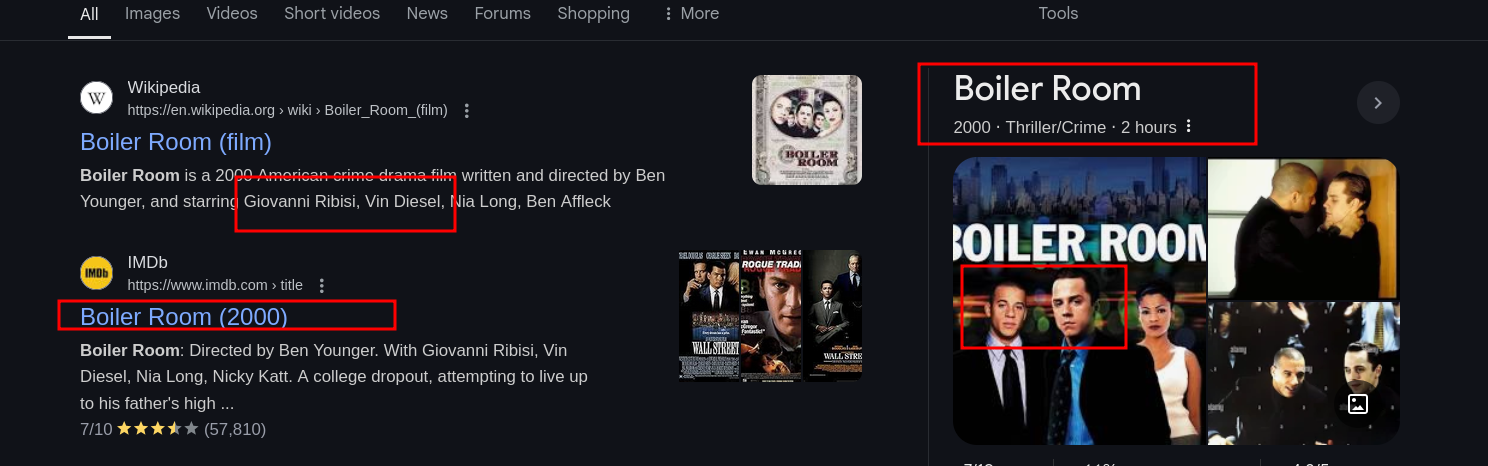 All Images Videos Short videos News Forums Shopping More Tools
Wikipedia
https://en.wikipedia.org › wiki › Boiler_Room_(film)
Boiler Room (film)
Boiler Room is a 2000 American crime drama film written and directed by Ben
Younger, and starring Giovanni Ribisi, Vin Diesel, Nia Long, Ben Affleck
BOILER
ROOM
IMDb
IMDb
https://www.imdb.com › title
Boiler Room (2000)
Boiler Room: Directed by Ben Younger. With Giovanni Ribisi, Vin
Diesel, Nia Long, Nicky Katt. A college dropout, attempting to live up
to his father's high ...
7/10 (57,810)
WALL STREET
ROGUE TRAD
WALL STRE
Boiler Room
2000 · Thriller/Crime · 2 hours
BOILER ROOM